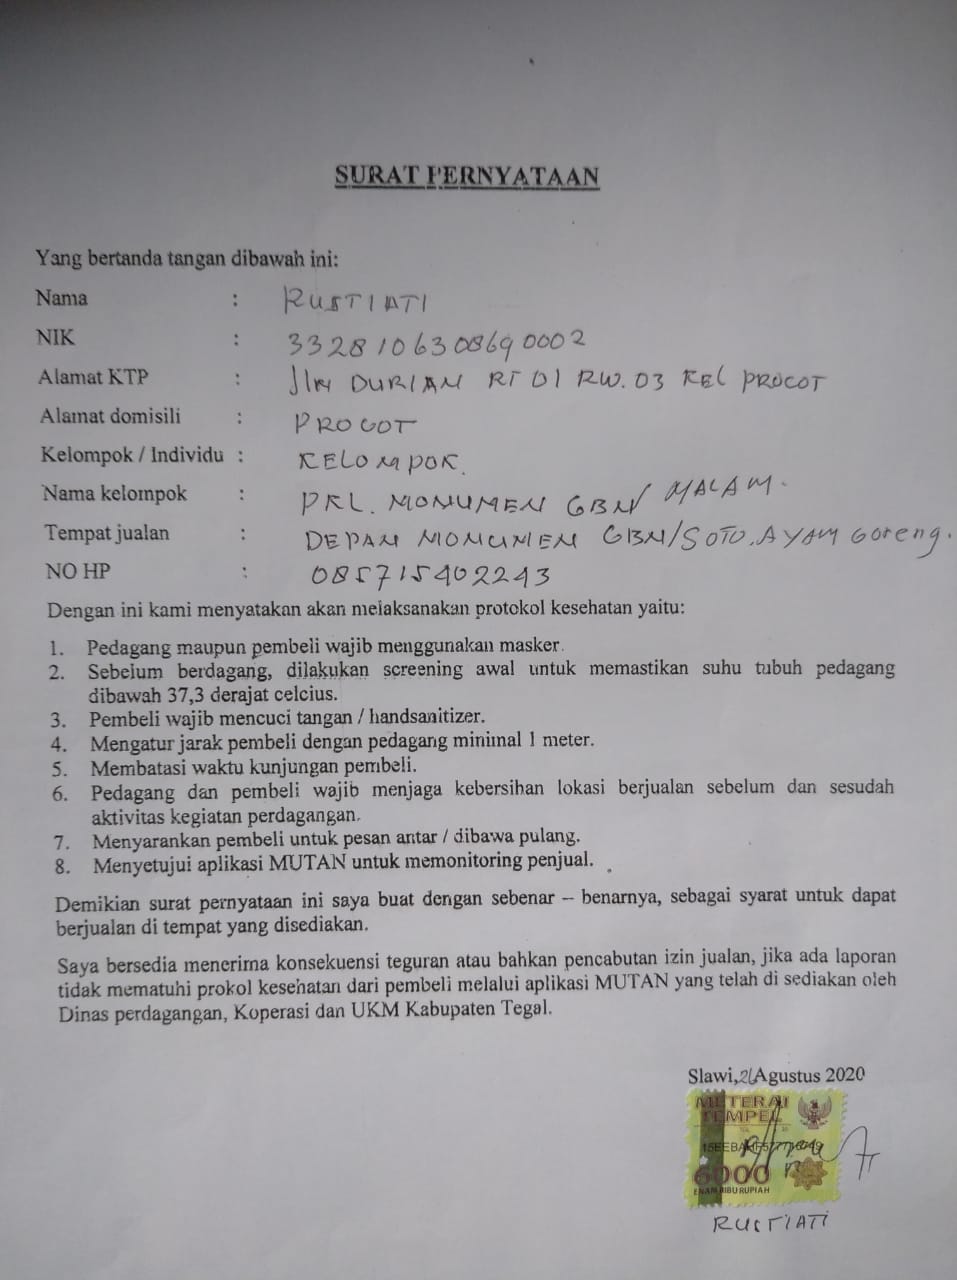 SURAT PERNYATAAN
Yang bertanda tangan dibawah ini:
Nama : RUSTIATI
NIK : 3328106308690002
Alamat KTP : Jln DURIAN RT 01 RW. 03 KEL PROCOT
Alamat domisili : PROCOT
Kelompok / Individu : KELOMPOK.
Nama kelompok : PKL. MONUMEN GBN/ MALAM.
Tempat jualan : DEPAN MONUMEN GBN/SOTO.AYAM Goreng.
NO HP : 085715402243
Dengan ini kami menyatakan akan melaksanakan protokol kesehatan yaitu:
1. Pedagang maupun pembeli wajib menggunakan masker.
2. Sebelum berdagang, dilakukan screening awal untuk memastikan suhu tubuh pedagang
dibawah 37,3 derajat celcius.
3. Pembeli wajib mencuci tangan / handsanitizer.
4. Mengatur jarak pembeli dengan pedagang minimal 1 meter.
5. Membatasi waktu kunjungan pembeli.
6. Pedagang dan pembeli wajib menjaga kebersihan lokasi berjualan sebelum dan sesudah
aktivitas kegiatan perdagangan.
7. Menyarankan pembeli untuk pesan antar / dibawa pulang.
8. Menyetujui aplikasi MUTAN untuk memonitoring penjual.
Demikian surat pernyataan ini saya buat dengan sebenar – benarnya, sebagai syarat untuk dapat
berjualan di tempat yang disediakan.
Saya bersedia menerima konsekuensi teguran atau bahkan pencabutan izin jualan, jika ada laporan
tidak mematuhi prokol kesehatan dari pembeli melalui aplikasi MUTAN yang telah di sediakan oleh
Dinas perdagangan, Koperasi dan UKM Kabupaten Tegal.
Slawi, Agustus 2020
METERAI
TEMPEL
6000
ENAM RIBU RUPIAH
RUSTIATI